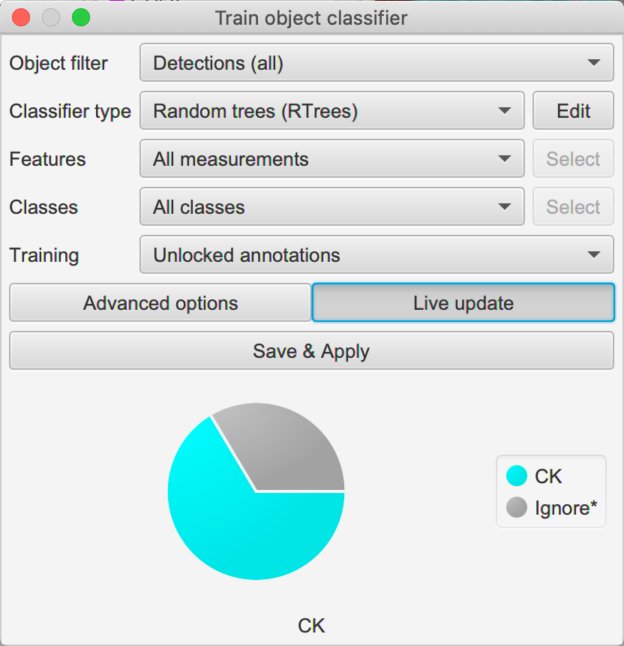 Train object classifier
Object filter Detections (all)
Classifier type Random trees (RTrees) Edit
Features All measurements Select
Classes All classes Select
Training Unlocked annotations
Advanced options Live update
Save & Apply
CK
Ignore*
CK